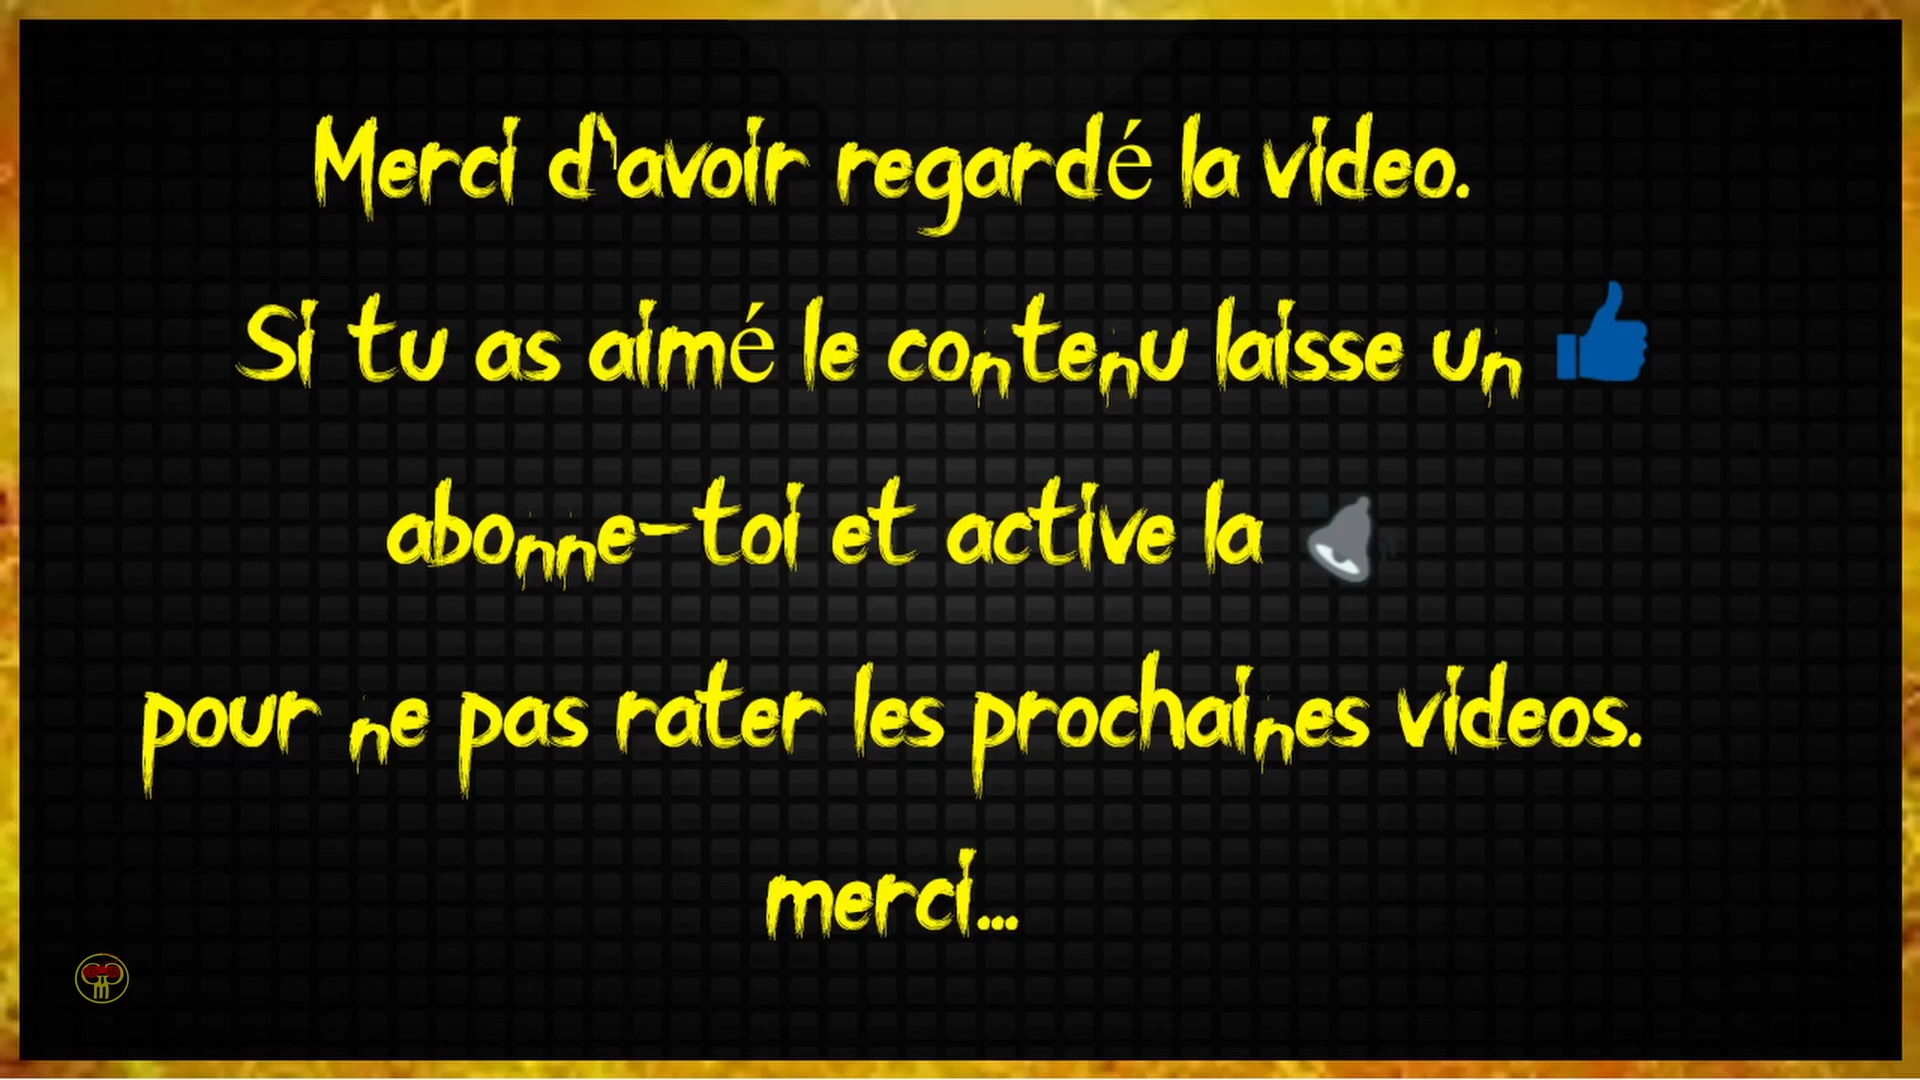 Merci d'avoir regardé la video.
Si tu as aimé le contenu laisse un
abonne-toi et active la
pour ne pas rater les prochaines videos.
merci...